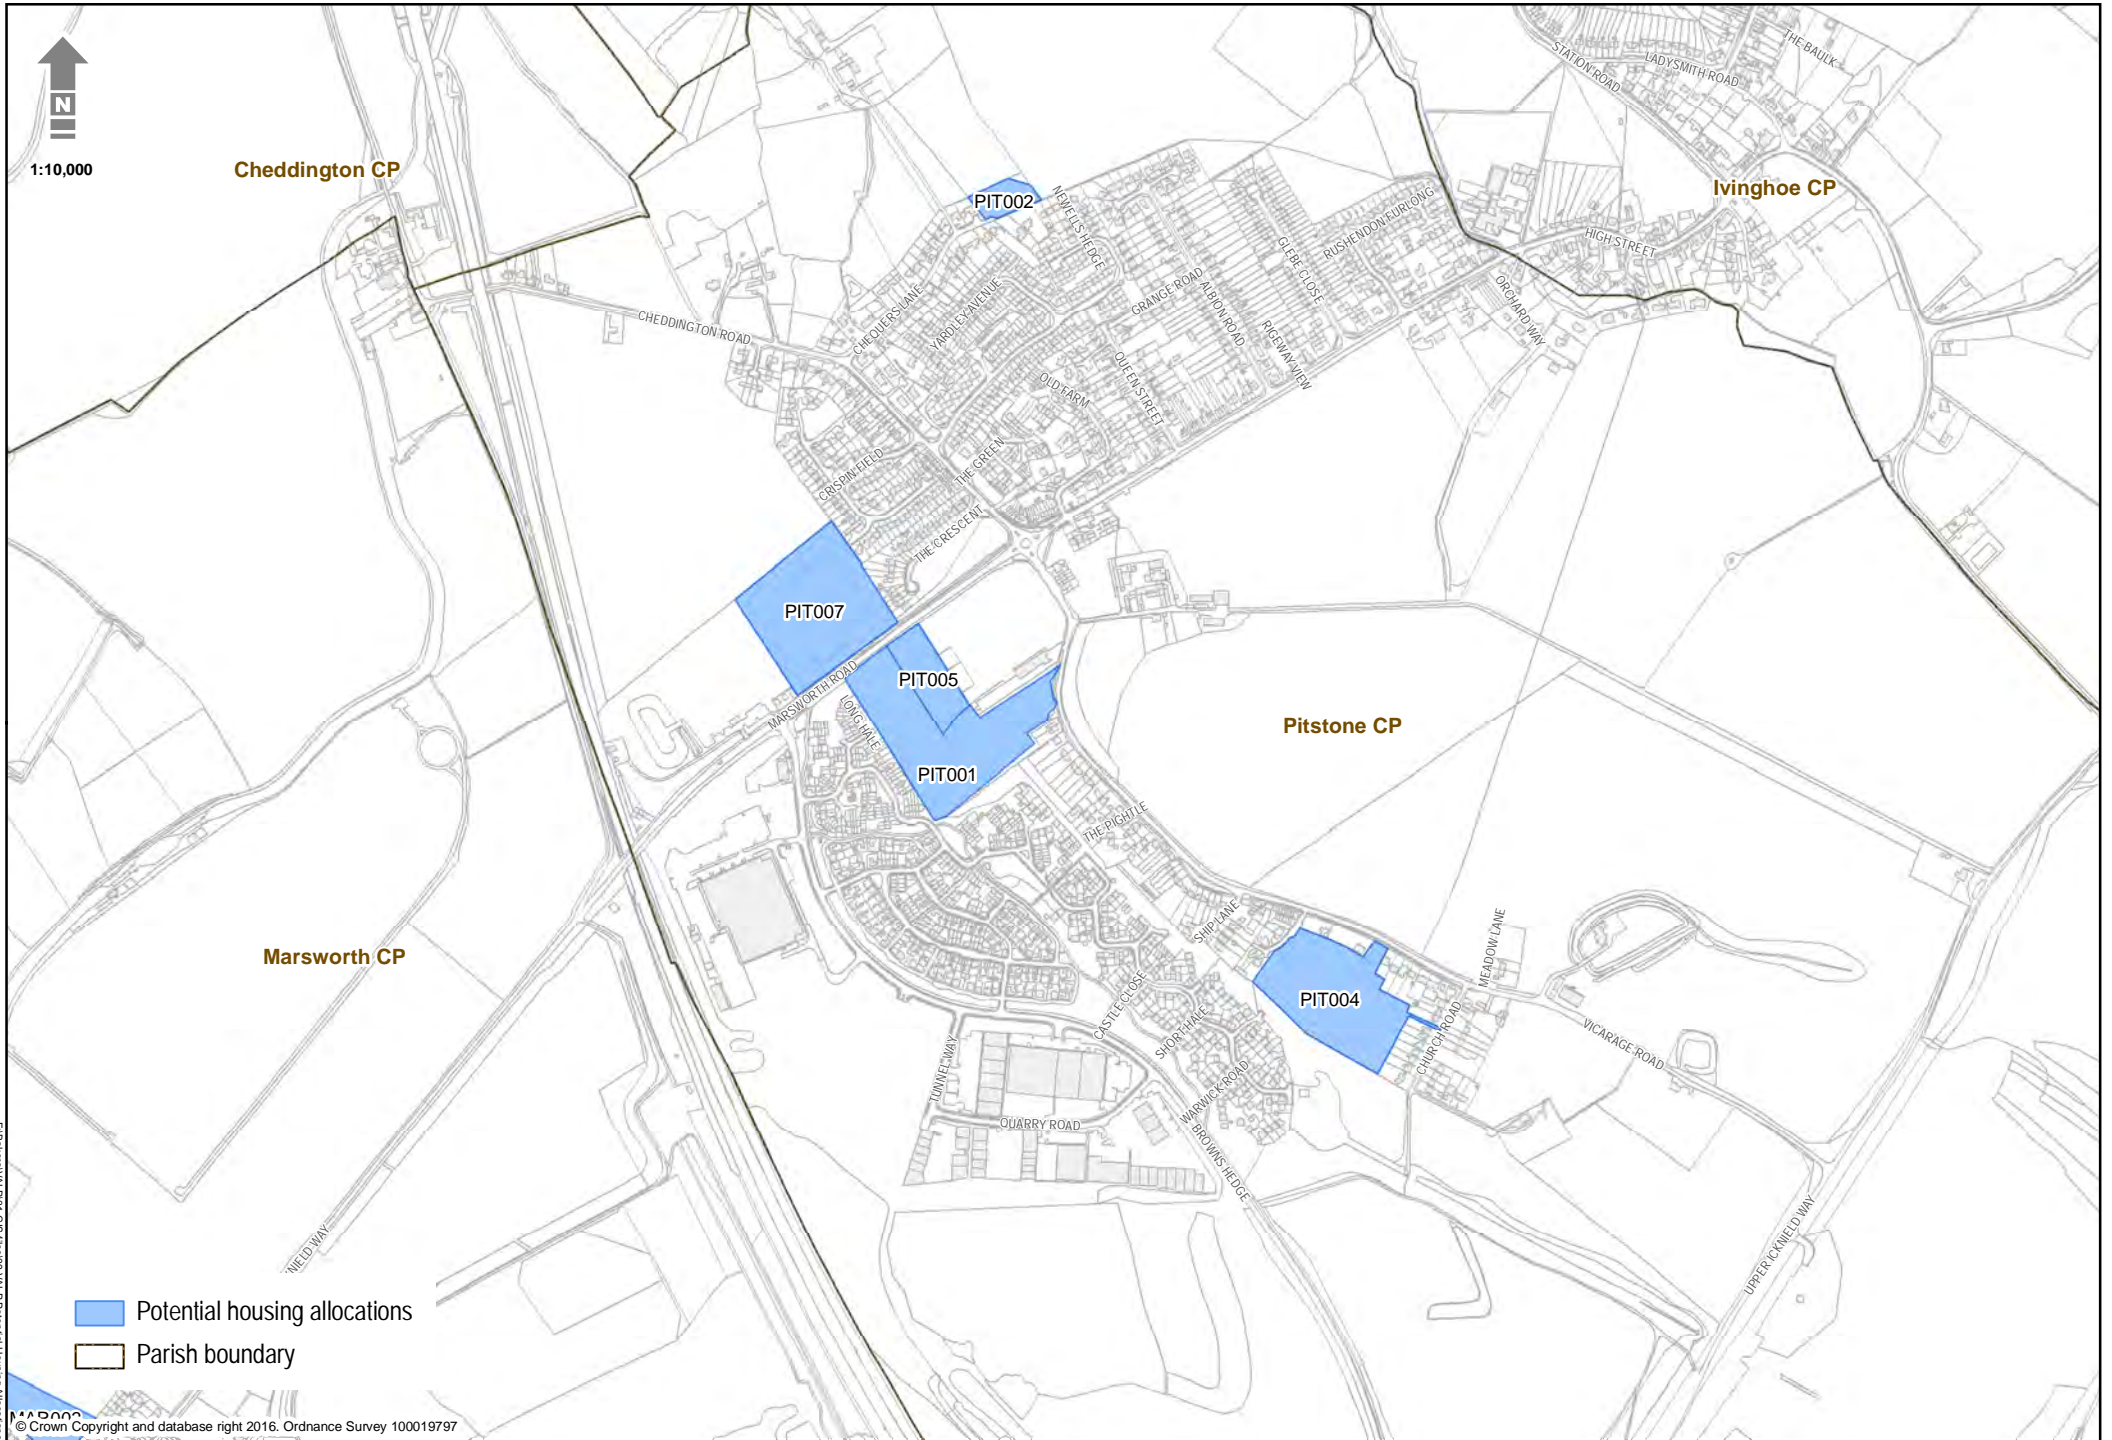 N
1:10,000
Cheddington CP
Ivinghoe CP
STATION ROAD
LADYSMITH ROAD
THE BAULK
HIGH STREET
PIT002
NEWELLS HEDGE
GLEBE CLOSE
RUSHENDON FURLONG
GRANGE ROAD
ALBION ROAD
ORCHARD WAY
CHEDDINGTON ROAD
CHEQUERS LANE
YARDLEY AVENUE
RIGEWAY VIEW
QUEEN STREET
OLD FARM
THE GREEN
CRISPIN FIELD
THE CRESCENT
PIT007
MARSWORTH ROAD
PIT005
LONG HALE
PIT001
Pitstone CP
THE PIGHTLE
SHIP LANE
Marsworth CP
MEADOW LANE
PIT004
CASTLE CLOSE
SHORTHALE
CHURCH ROAD
VICARAGE ROAD
TUNNEL WAY
WARWICK ROAD
QUARRY ROAD
BROWNS HEDGE
UPPER ICKNIELD WAY
NIELD WAY
Potential housing allocations
Parish boundary
© Crown Copyright and database right 2016. Ordnance Survey 100019797